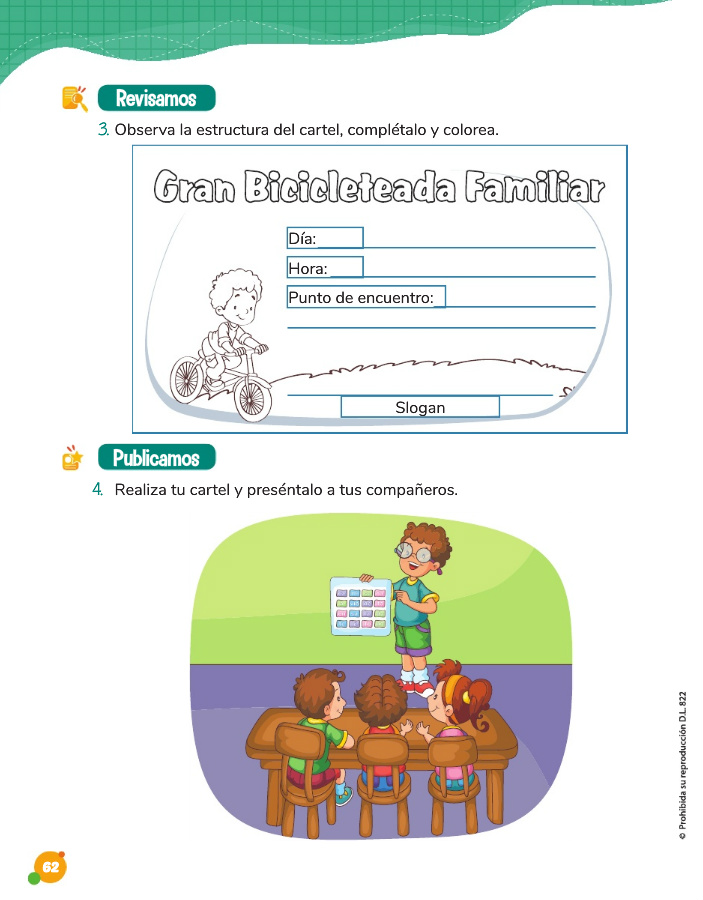 Revisamos
3. Observa la estructura del cartel, complétalo y colorea.
Gran Bicicleteada Familiar
Día:
Hora:
Punto de encuentro:
Slogan
Publicamos
4. Realiza tu cartel y preséntalo a tus compañeros.
© Prohibida su reproducción D.L. 822
62